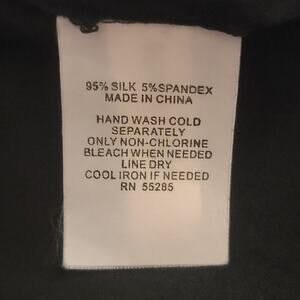 95% SILK 5%SPANDEX
MADE IN CHINA
HAND WASH COLD
SEPARATELY
ONLY NON-CHLORINE
BLEACH WHEN NEEDED
LINE DRY
COOL IRON IF NEEDED
RN 55285